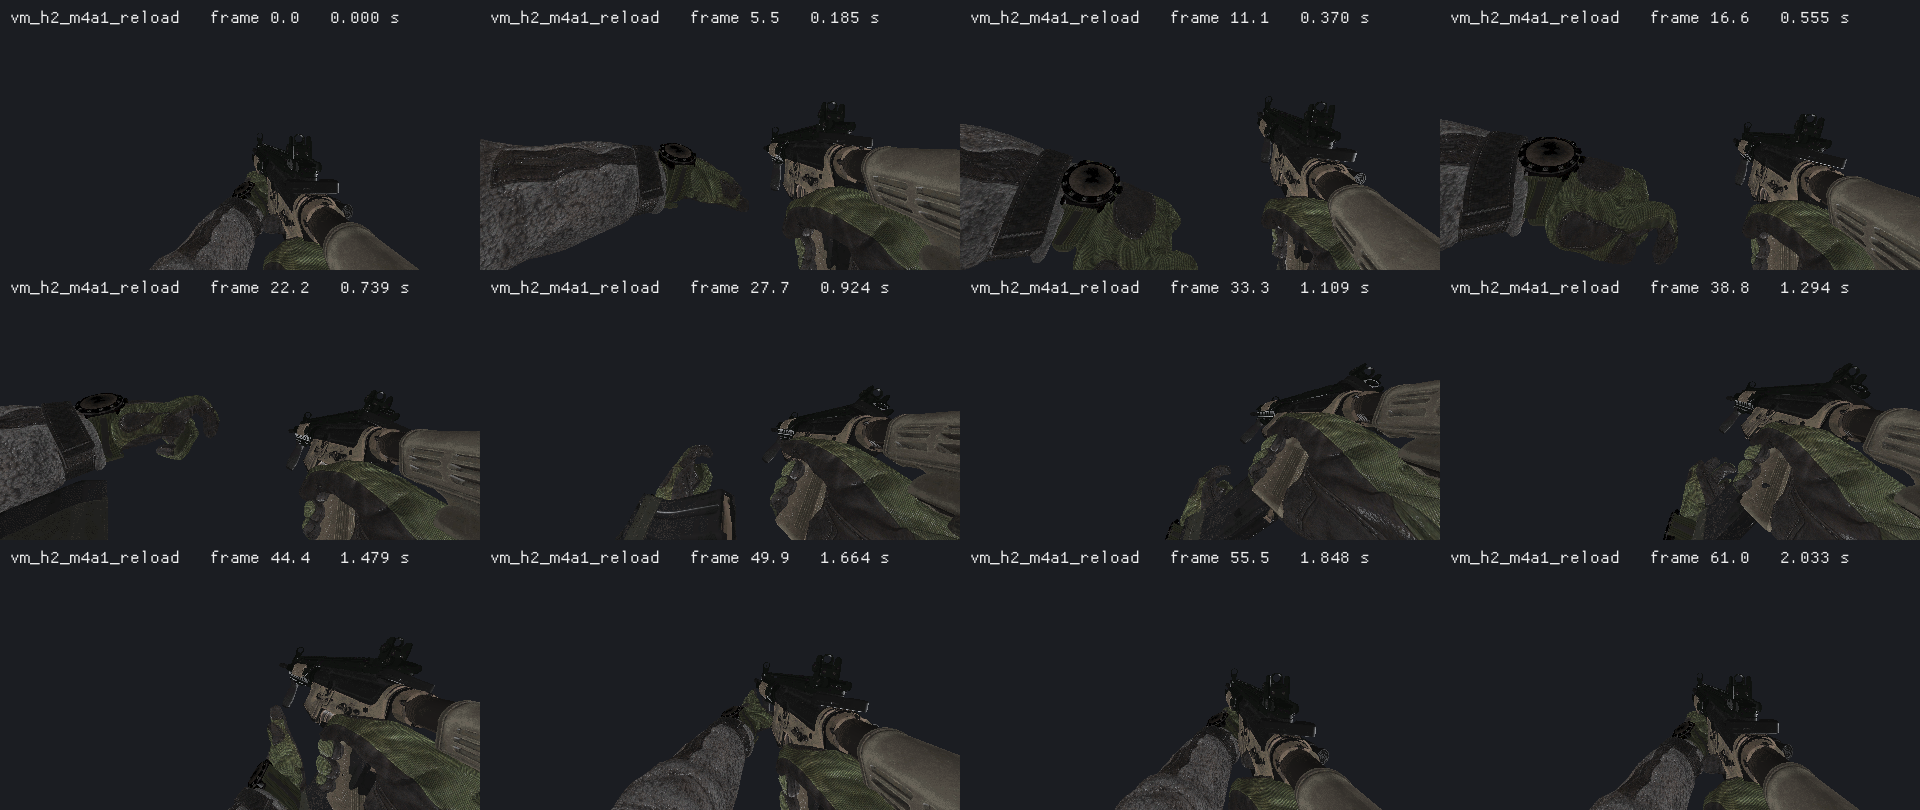 vm_h2_m4a1_reload frame 0.0 0.000 s
vm_h2_m4a1_reload frame 5.5 0.185 s
vm_h2_m4a1_reload frame 11.1 0.370 s
vm_h2_m4a1_reload frame 16.6 0.555 s
vm_h2_m4a1_reload frame 22.2 0.739 s
vm_h2_m4a1_reload frame 27.7 0.924 s
vm_h2_m4a1_reload frame 33.3 1.109 s
vm_h2_m4a1_reload frame 38.8 1.294 s
vm_h2_m4a1_reload frame 44.4 1.479 s
vm_h2_m4a1_reload frame 49.9 1.664 s
vm_h2_m4a1_reload frame 55.5 1.848 s
vm_h2_m4a1_reload frame 61.0 2.033 s